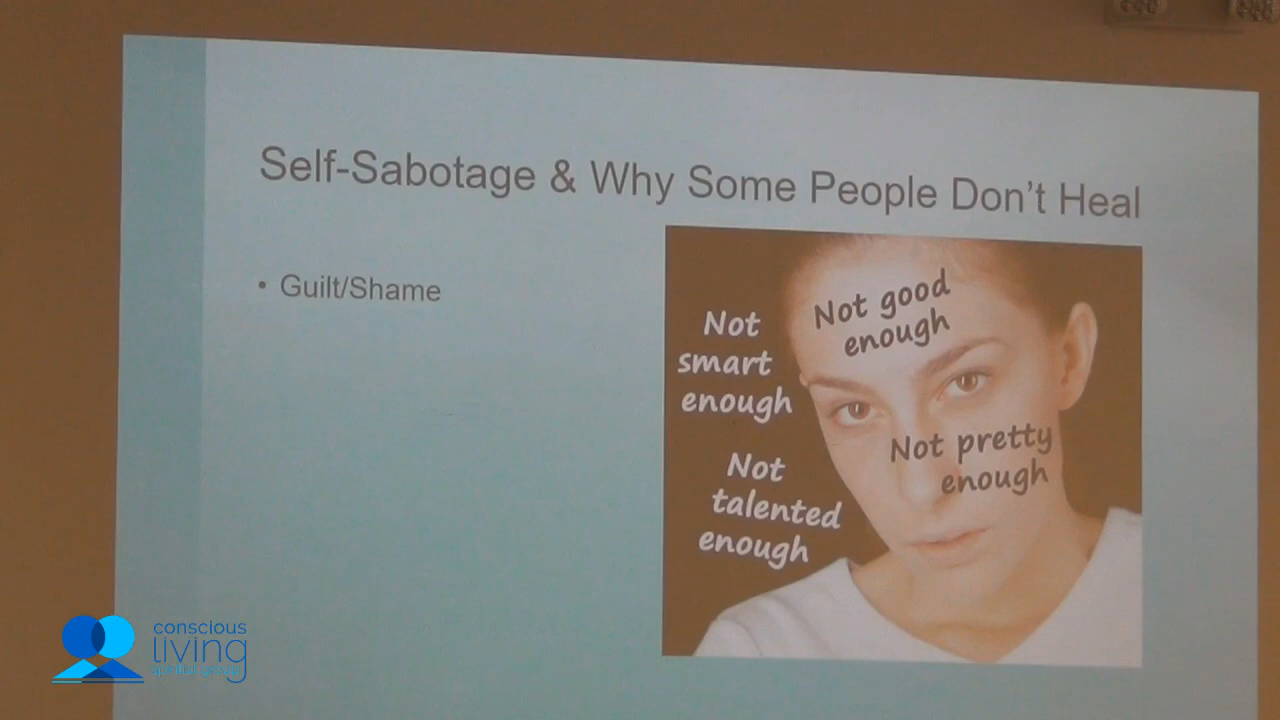 Self-Sabotage & Why Some People Don't Heal
• Guilt/Shame
Not good
enough
Not
smart
enough
Not pretty
enough
Not
talented
enough
conscious
living